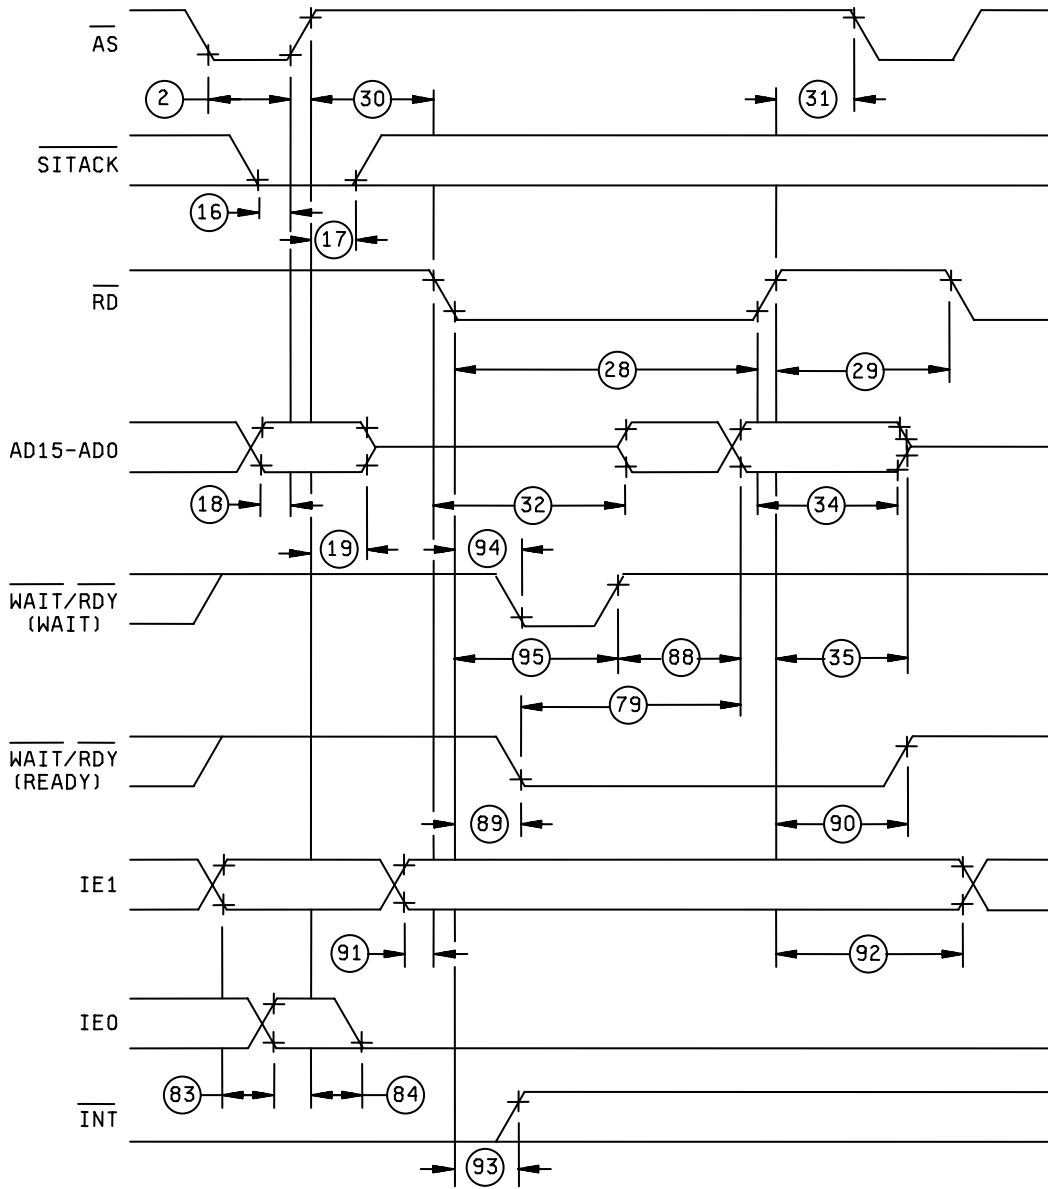 AS
2
30
31
SITACK
16
17
RD
28
29
AD15-AD0
18
32
34
19
94
WAIT/RDY
(WAIT)
95
88
35
79
WAIT/RDY
(READY)
89
90
IE1
91
92
IE0
83
84
INT
93